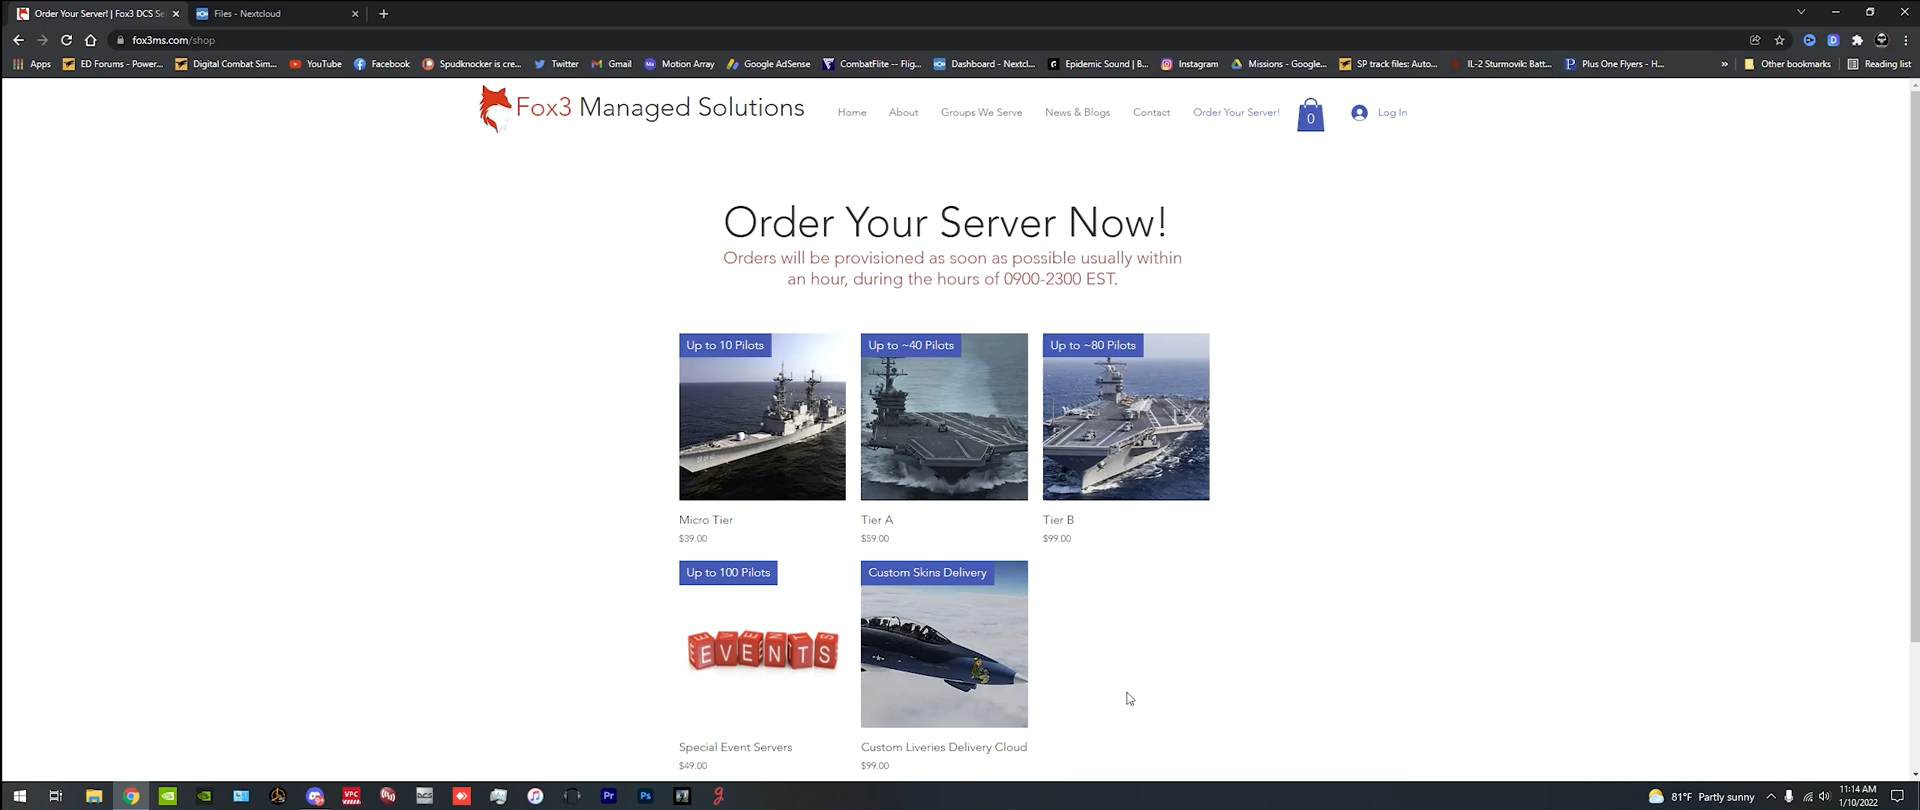 Order Your Server! | Fox3 DCS Se
Files - Nextcloud
fox3ms.com/shop
Apps
ED Forums - Power...
Digital Combat Sim...
YouTube
Facebook
Spudknocker is cre...
Twitter
Gmail
Motion Array
Google AdSense
CombatFlite -- Flig...
Dashboard - Nextcl...
Epidemic Sound | B...
Instagram
Missions - Google...
SP track files: Auto...
IL-2 Sturmovik: Batt...
Plus One Flyers - H...
»
Other bookmarks
Reading list
Fox3 Managed Solutions
Home
About
Groups We Serve
News & Blogs
Contact
Order Your Server!
0
Log In
Order Your Server Now!
Orders will be provisioned as soon as possible usually within
an hour, during the hours of 0900-2300 EST.
Up to 10 Pilots
Up to ~40 Pilots
Up to ~80 Pilots
Micro Tier
Tier A
Tier B
$39.00
$59.00
$99.00
Up to 100 Pilots
Custom Skins Delivery
EVENTS
Special Event Servers
Custom Liveries Delivery Cloud
$49.00
$99.00
VPC
DCS
Pr
Ps
81°F Partly sunny
11:14 AM
1/10/2022